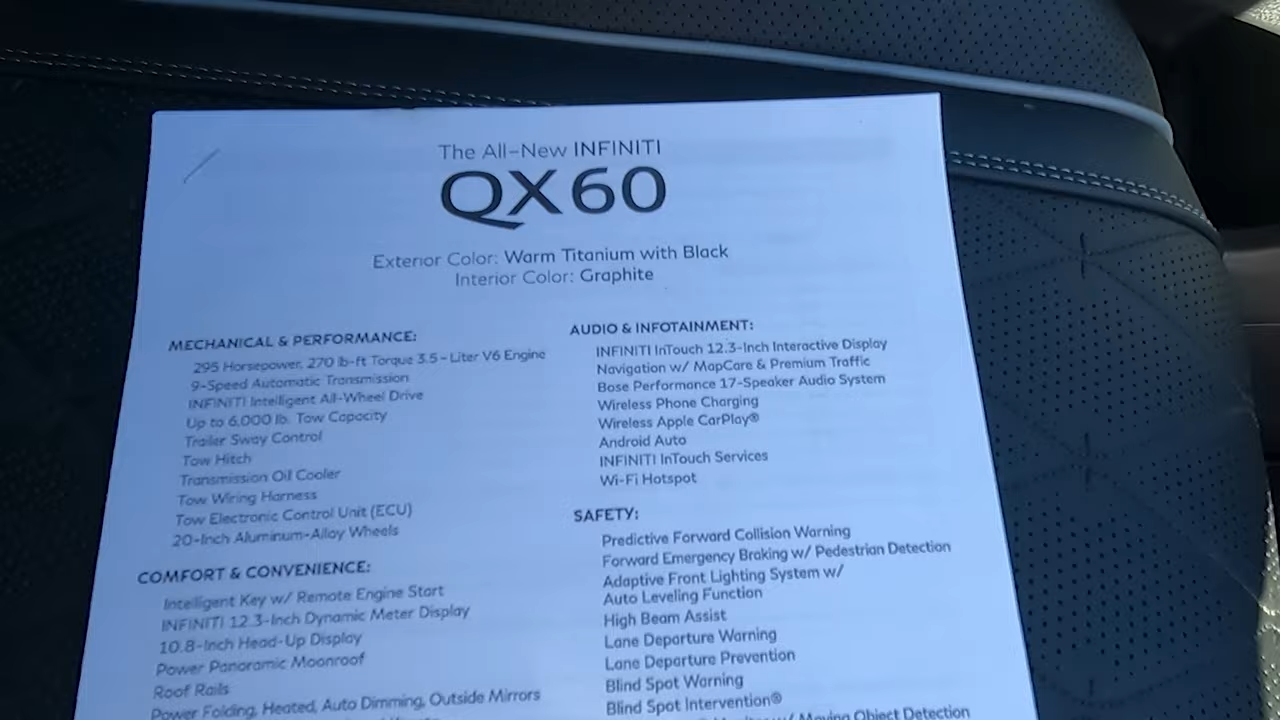 The All-New INFINITI
QX60
Exterior Color: Warm Titanium with Black
Interior Color: Graphite
MECHANICAL & PERFORMANCE:
295 Horsepower, 270 lb-ft Torque 3.5-Liter V6 Engine
9-Speed Automatic Transmission
INFINITI Intelligent All-Wheel Drive
Up to 6,000 lb. Tow Capacity
Trailer Sway Control
Tow Hitch
Transmission Oil Cooler
Tow Wiring Harness
Tow Electronic Control Unit (ECU)
20-Inch Aluminum-Alloy Wheels
COMFORT & CONVENIENCE:
Intelligent Key w/ Remote Engine Start
INFINITI 12.3-Inch Dynamic Meter Display
10.8-Inch Head-Up Display
Power Panoramic Moonroof
Roof Rails
Power Folding, Heated, Auto Dimming, Outside Mirrors
AUDIO & INFOTAINMENT:
INFINITI InTouch 12.3-Inch Interactive Display
Navigation w/ MapCare & Premium Traffic
Bose Performance 17-Speaker Audio System
Wireless Phone Charging
Wireless Apple CarPlay®
Android Auto
INFINITI InTouch Services
Wi-Fi Hotspot
SAFETY:
Predictive Forward Collision Warning
Forward Emergency Braking w/ Pedestrian Detection
Adaptive Front Lighting System w/
Auto Leveling Function
High Beam Assist
Lane Departure Warning
Lane Departure Prevention
Blind Spot Warning
Blind Spot Intervention®
w/ Moving Object Detection